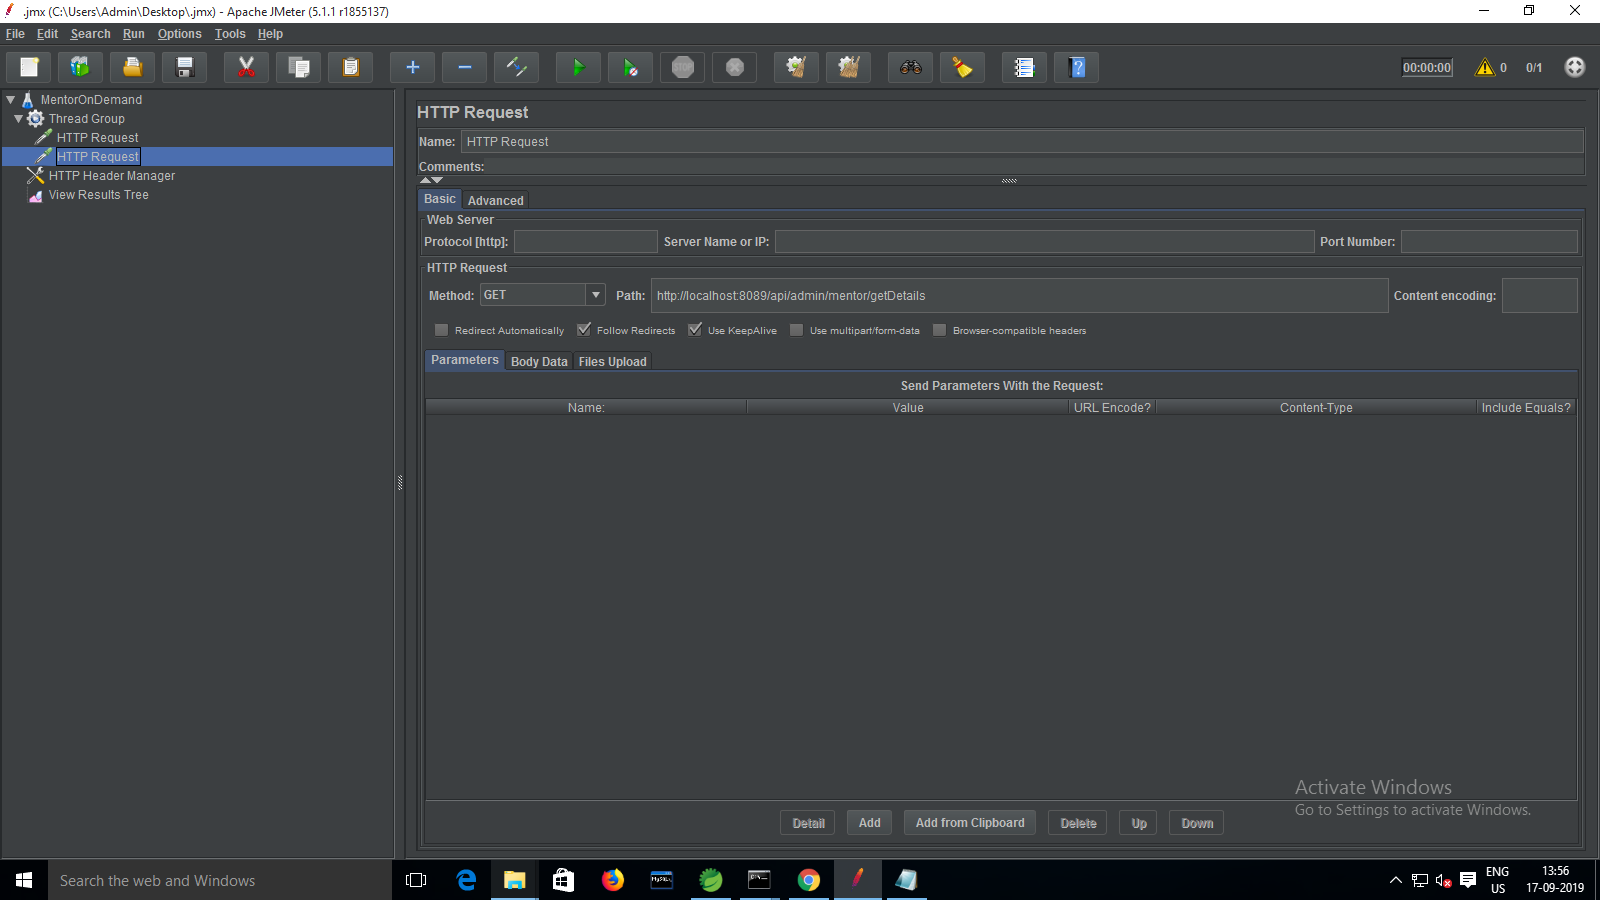 .jmx (C:\Users\Admin\Desktop\.jmx) - Apache JMeter (5.1.1 r1855137)
File Edit Search Run Options Tools Help
STOP 00:00:00 0 0/1
MentorOnDemand
Thread Group
HTTP Request
HTTP Request
HTTP Header Manager
View Results Tree
HTTP Request
Name: HTTP Request
Comments:
Basic Advanced
Web Server
Protocol [http]: Server Name or IP: Port Number:
HTTP Request
Method: GET Path: http://localhost:8089/api/admin/mentor/getDetails Content encoding:
Redirect Automatically Follow Redirects Use KeepAlive Use multipart/form-data Browser-compatible headers
Parameters Body Data Files Upload
Send Parameters With the Request:
Name: Value URL Encode? Content-Type Include Equals?
Activate Windows
Go to Settings to activate Windows.
Detail Add Add from Clipboard Delete Up Down
Search the web and Windows
MySQL
C:\.
ENG
US
13:56
17-09-2019